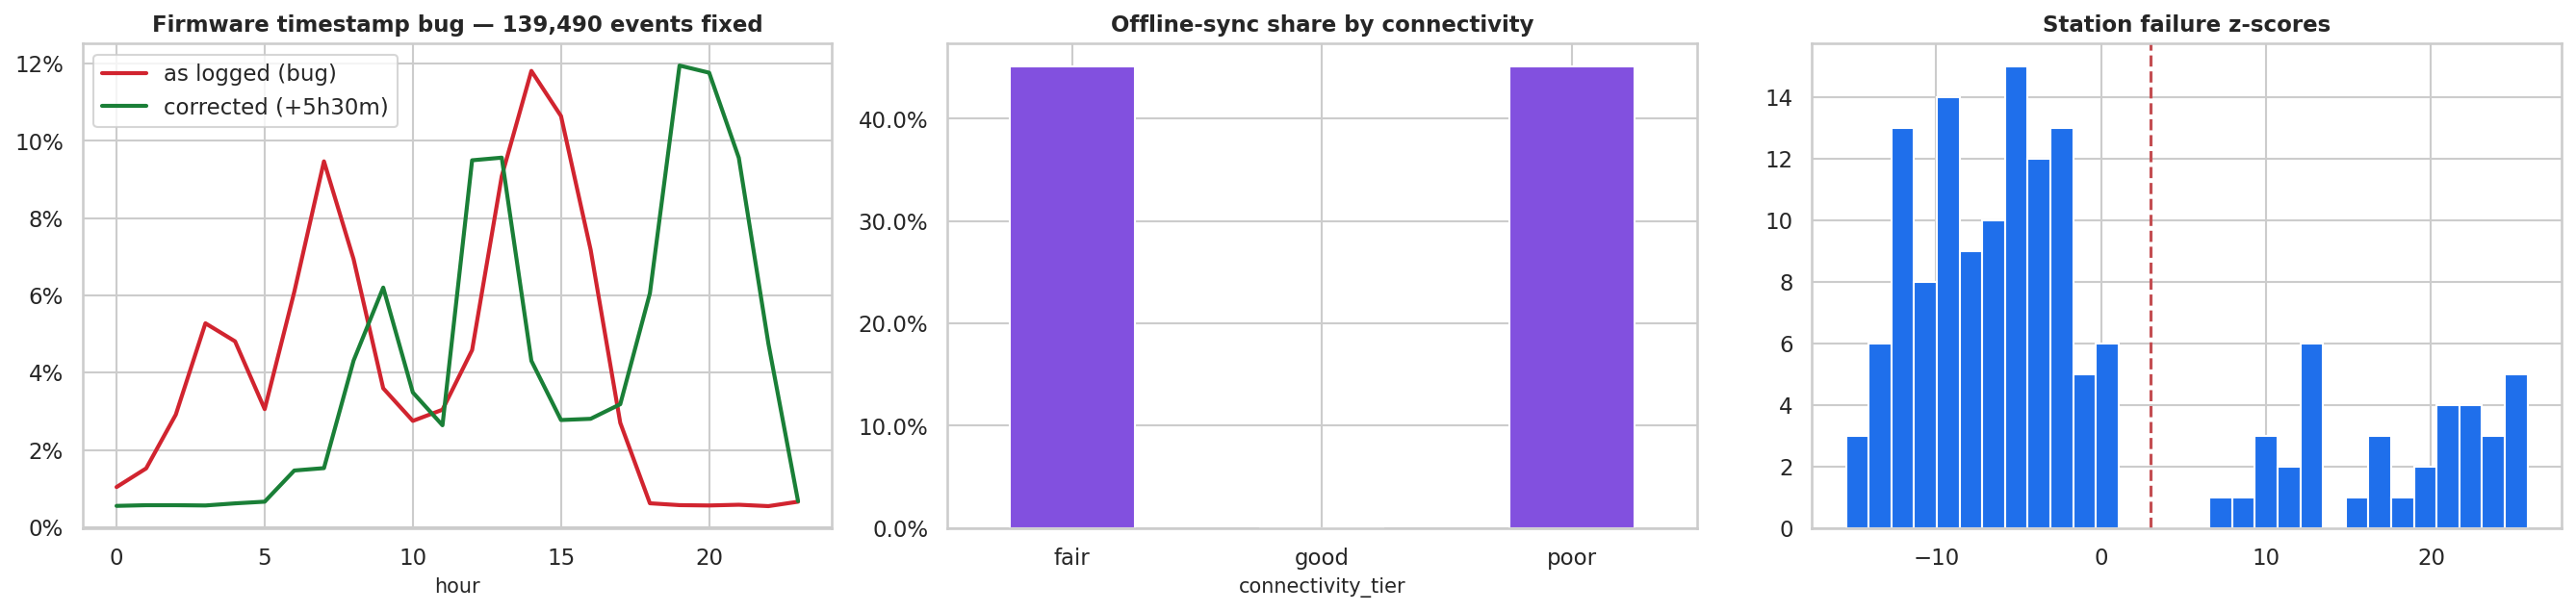 Firmware timestamp bug — 139,490 events fixed
as logged (bug)
corrected (+5h30m)
12%
10%
8%
6%
4%
2%
0%
0 5 10 15 20
hour
Offline-sync share by connectivity
40.0%
30.0%
20.0%
10.0%
0.0%
fair good poor
connectivity_tier
Station failure z-scores
14
12
10
8
6
4
2
0
−10 0 10 20